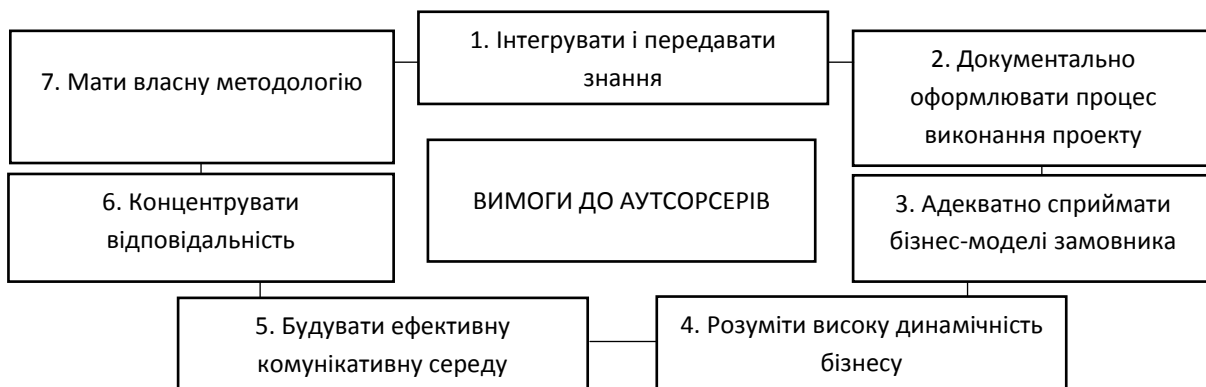 1. Інтегрувати і передавати
знання
2. Документально
оформлювати процес
виконання проекту
3. Адекватно сприймати
бізнес-моделі замовника
4. Розуміти високу динамічність
бізнесу
5. Будувати ефективну
комунікативну середу
6. Концентрувати
відповідальність
7. Мати власну методологію
ВИМОГИ ДО АУТСОРСЕРІВ